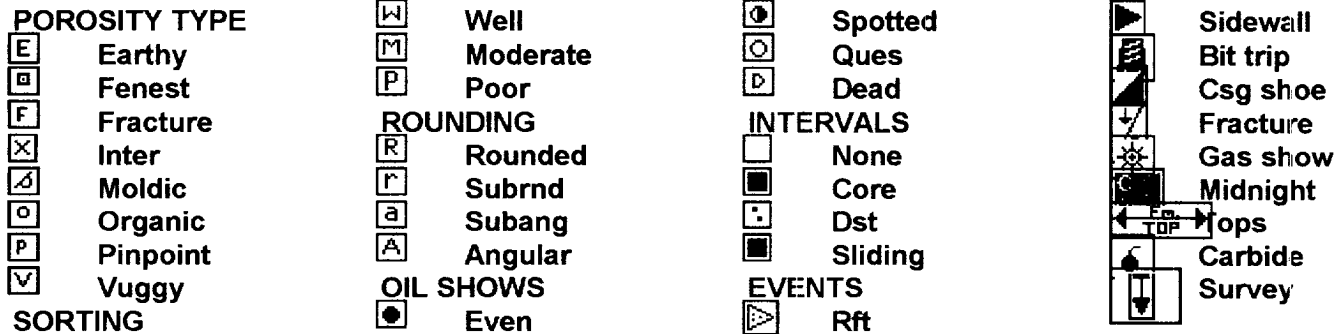 POROSITY TYPE
E Earthy
Fenest
F Fracture
Inter
Moldic
o Organic
P Pinpoint
V Vuggy
SORTING
W Well
M Moderate
P Poor
ROUNDING
R Rounded
r Subrnd
a Subang
A Angular
OIL SHOWS
Even
Spotted
Ques
D Dead
INTERVALS
None
Core
Dst
Sliding
EVENTS
Rft
Sidewall
Bit trip
Csg shoe
Fracture
Gas show
Midnight
Fm. TOP Tops
Carbide
Survey